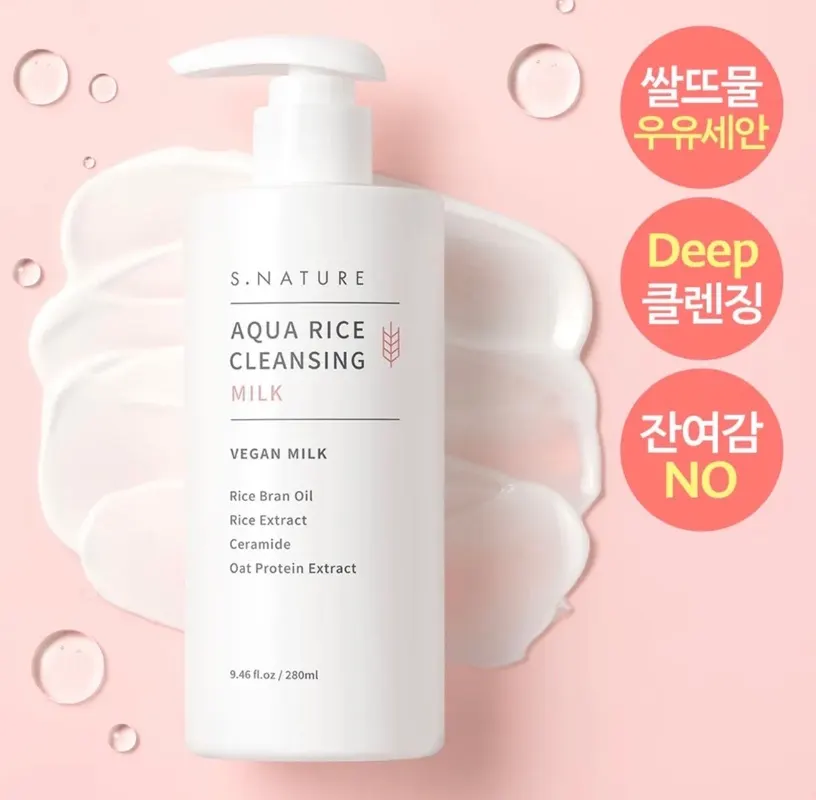 S.NATURE
AQUA RICE
CLEANSING
MILK
VEGAN MILK
Rice Bran Oil
Rice Extract
Ceramide
Oat Protein Extract
9.46 fl.oz / 280ml
쌀뜨물
우유세안
Deep
클렌징
잔여감
NO